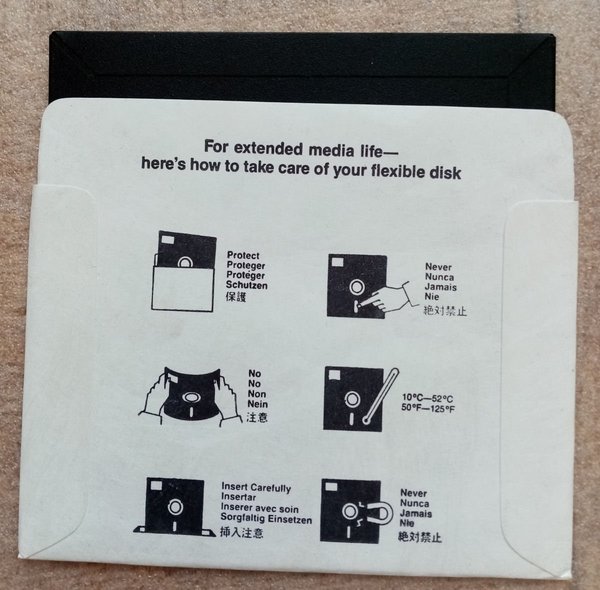 For extended media life—
here's how to take care of your flexible disk
Protect
Proteger
Protéger
Schutzen
保護
Never
Nunca
Jamais
Nie
絶対禁止
No
No
Non
Nein
注意
10°C—52°C
50°F—125°F
Insert Carefully
Insertar
Inserer avec soin
Sorgfaltig Einsetzen
挿入注意
Never
Nunca
Jamais
Nie
絶対禁止